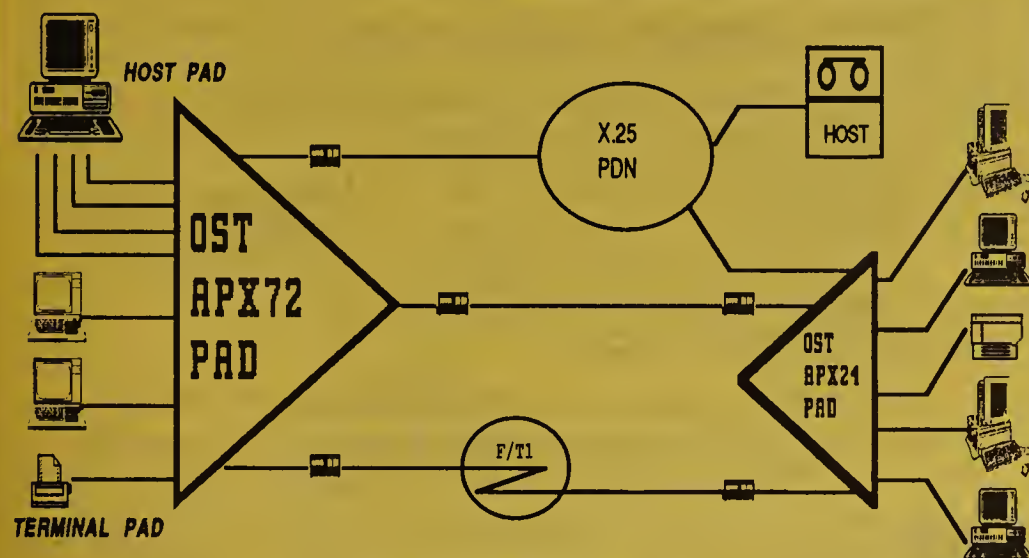 HOST PAD
X.25
PDN
HOST
OST
APX72
PAD
OST
APX24
PAD
F/T1
TERMINAL PAD